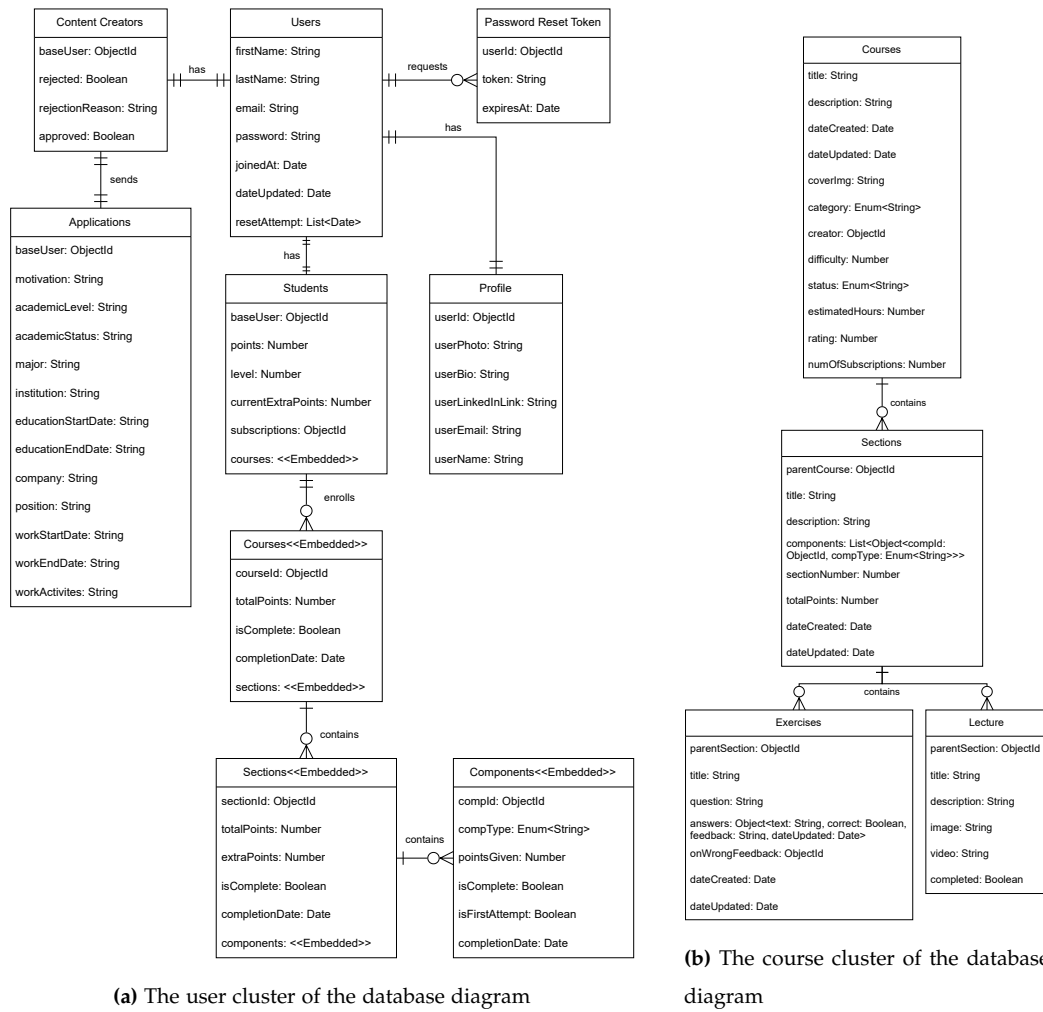 Content Creators
baseUser: ObjectId
rejected: Boolean
rejectionReason: String
approved: Boolean
has
Users
firstName: String
lastName: String
email: String
password: String
joinedAt: Date
dateUpdated: Date
resetAttempt: List<Date>
requests
Password Reset Token
userId: ObjectId
token: String
expiresAt: Date
has
sends
Applications
baseUser: ObjectId
motivation: String
academicLevel: String
academicStatus: String
major: String
institution: String
educationStartDate: String
educationEndDate: String
company: String
position: String
workStartDate: String
workEndDate: String
workActivites: String
has
Students
baseUser: ObjectId
points: Number
level: Number
currentExtraPoints: Number
subscriptions: ObjectId
courses: <<Embedded>>
Profile
userId: ObjectId
userPhoto: String
userBio: String
userLinkedInLink: String
userEmail: String
userName: String
enrolls
Courses<<Embedded>>
courseId: ObjectId
totalPoints: Number
isComplete: Boolean
completionDate: Date
sections: <<Embedded>>
contains
Sections<<Embedded>>
sectionId: ObjectId
totalPoints: Number
extraPoints: Number
isComplete: Boolean
completionDate: Date
components: <<Embedded>>
contains
Components<<Embedded>>
compId: ObjectId
compType: Enum<String>
pointsGiven: Number
isComplete: Boolean
isFirstAttempt: Boolean
completionDate: Date
(a) The user cluster of the database diagram
Courses
title: String
description: String
dateCreated: Date
dateUpdated: Date
coverImg: String
category: Enum<String>
creator: ObjectId
difficulty: Number
status: Enum<String>
estimatedHours: Number
rating: Number
numOfSubscriptions: Number
contains
Sections
parentCourse: ObjectId
title: String
description: String
components: List<Object<compId:
ObjectId, compType: Enum<String>>>
sectionNumber: Number
totalPoints: Number
dateCreated: Date
dateUpdated: Date
contains
Exercises
parentSection: ObjectId
title: String
question: String
answers: Object<text: String, correct: Boolean,
feedback: String, dateUpdated: Date>
onWrongFeedback: ObjectId
dateCreated: Date
dateUpdated: Date
Lecture
parentSection: ObjectId
title: String
description: String
image: String
video: String
completed: Boolean
(b) The course cluster of the database
diagram